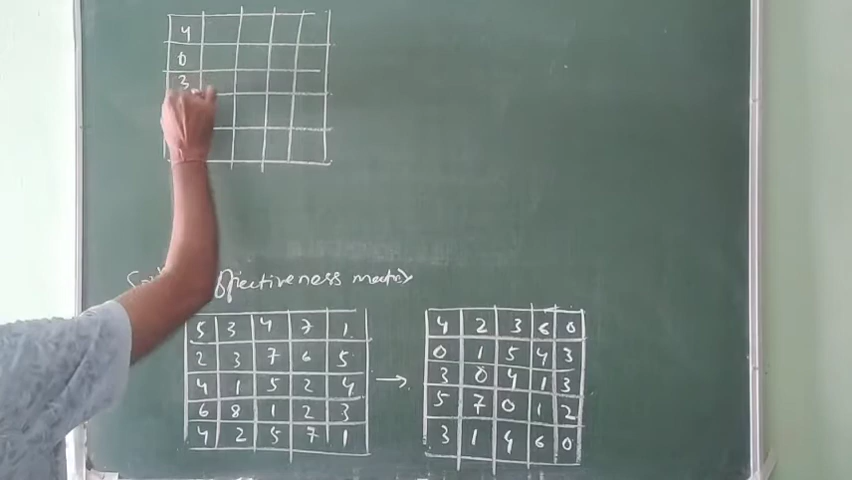 4
0
3
effectiveness matrix
5 3 4 7 1 → 4 2 3 6 0
2 3 7 6 5 0 1 5 4 3
4 1 5 2 4 3 0 4 1 3
6 8 1 2 3 5 7 0 1 2
4 2 5 7 1 3 1 4 6 0